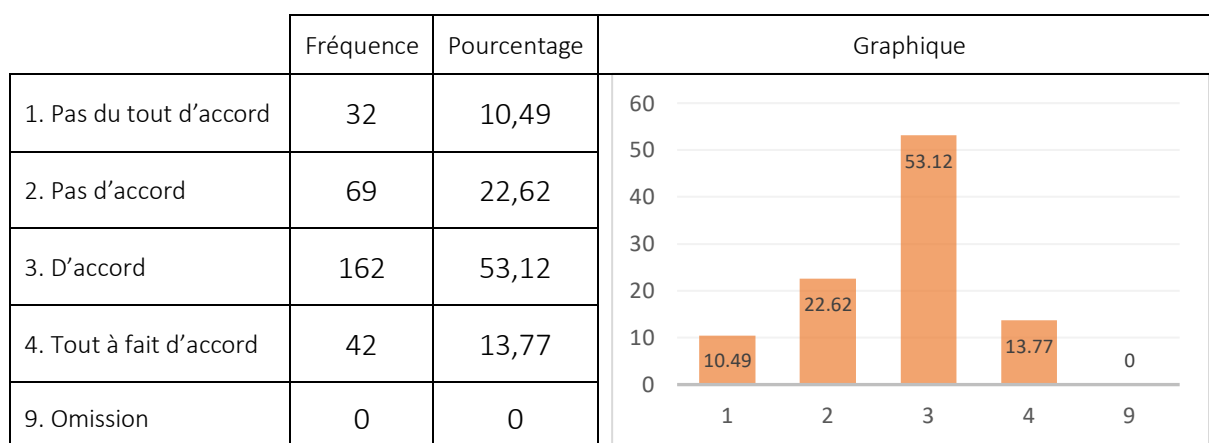 Fréquence Pourcentage Graphique
1. Pas du tout d’accord 32 10,49
2. Pas d’accord 69 22,62
3. D’accord 162 53,12
4. Tout à fait d’accord 42 13,77
9. Omission 0 0
60
50
40
30
20
10
0
10.49
22.62
53.12
13.77
0
1 2 3 4 9